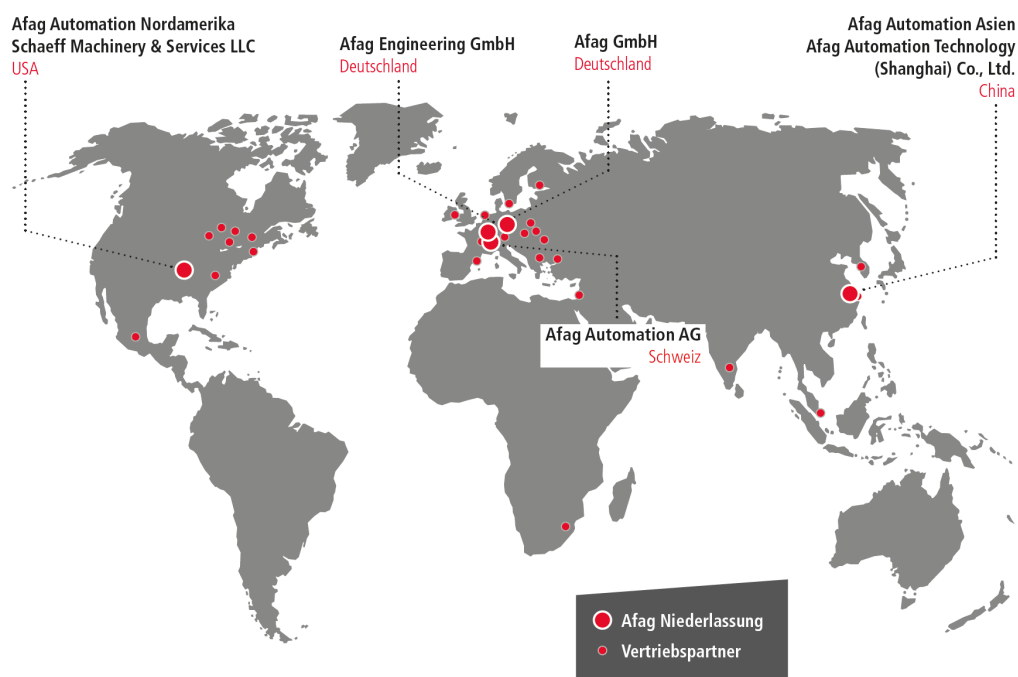 Afag Automation Nordamerika
Schaeff Machinery & Services LLC
USA
Afag Engineering GmbH
Deutschland
Afag GmbH
Deutschland
Afag Automation Asien
Afag Automation Technology
(Shanghai) Co., Ltd.
China
Afag Automation AG
Schweiz
Afag Niederlassung
Vertriebspartner